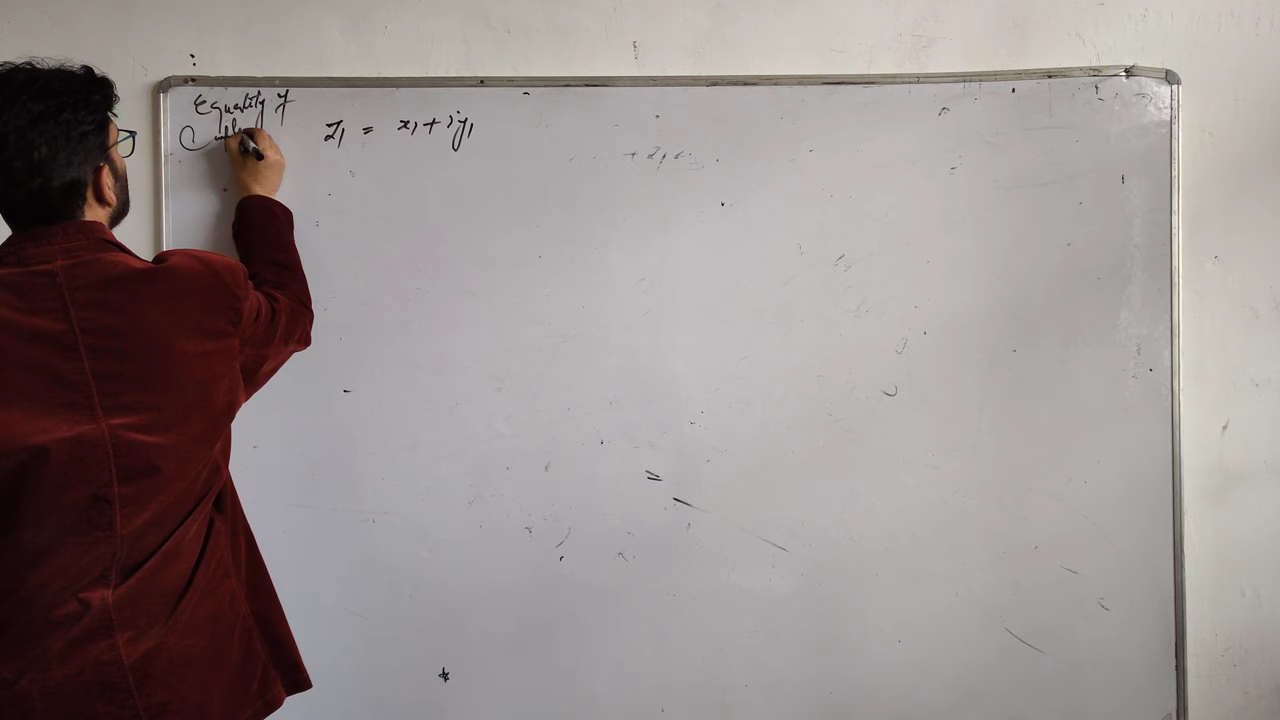 Equality of
z₁ = x₁ + iy₁